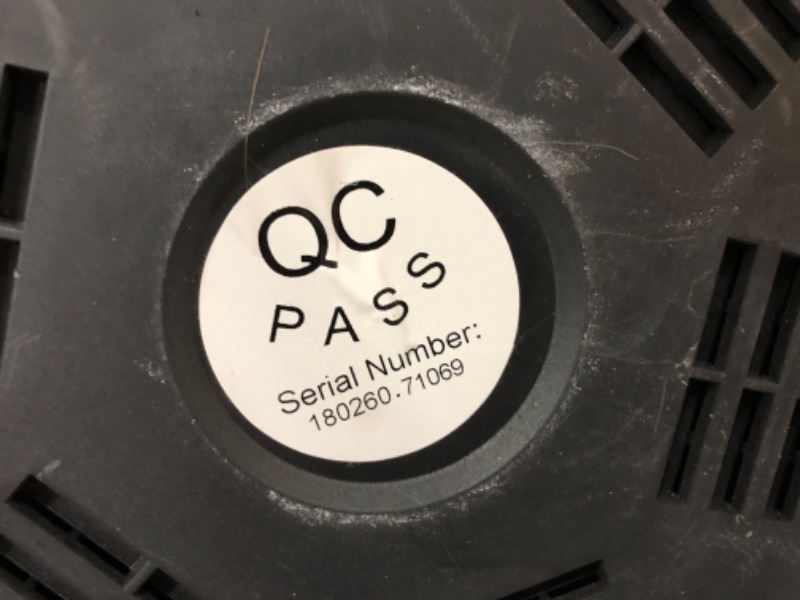 QC
PASS
Serial Number:
180260.71069